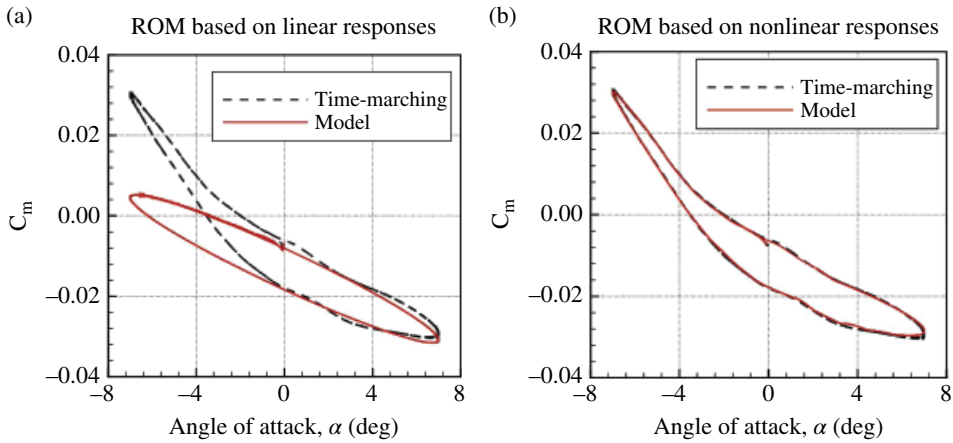 (a)
ROM based on linear responses
0.04
0.02
0.00
−0.02
−0.04
C_m
Time-marching
Model
−8
−4
0
4
8
Angle of attack, α (deg)
(b)
ROM based on nonlinear responses
0.04
0.02
0.00
−0.02
−0.04
C_m
Time-marching
Model
−8
−4
0
4
8
Angle of attack, α (deg)